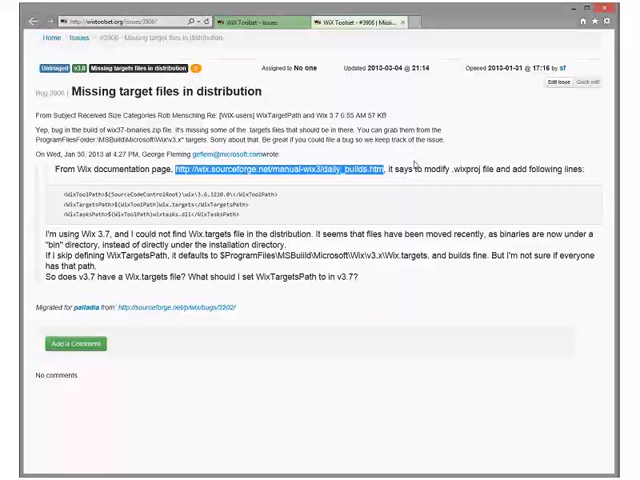 http://wixtoolset.org/issues/3906/
WiX Toolset - Issues
WiX Toolset - #3906 | Missi...
Home / Issues / #3906 - Missing target files in distribution
Untriaged v3.8 Missing targets files in distribution 0
Assigned to No one
Updated 2013-03-04 @ 21:14
Opened 2013-01-31 @ 17:16 by sf
Edit issue Quick edit
Bug 3906 | Missing target files in distribution
From Subject Received Size Categories Rob Mensching Re: [WiX-users] WixTargetPath and Wix 3 7 6:55 AM 57 KB
Yep, bug in the build of wix37-binaries.zip file. It's missing some of the .targets files that should be in there. You can grab them from the
ProgramFilesFolder:\MSBuild\Microsoft\WiX\v3.x\*.targets. Sorry about that. Be great if you could file a bug so we keep track of the issue.
On Wed, Jan 30, 2013 at 4:27 PM, George Fleming geflem@microsoft.comwrote:
From Wix documentation page, http://wix.sourceforge.net/manual-wix3/daily_builds.htm, it says to modify .wixproj file and add following lines:
<WixToolPath>$(SourceCodeControlRoot)\wix\3.6.3220.0\</WixToolPath>
<WixTargetsPath>$(WixToolPath)Wix.targets</WixTargetsPath>
<WixTasksPath>$(WixToolPath)wixtasks.dll</WixTasksPath>
I'm using Wix 3.7, and I could not find Wix.targets file in the distribution. It seems that files have been moved recently, as binaries are now under a
"bin" directory, instead of directly under the installation directory.
If I skip defining WixTargetsPath, it defaults to $ProgramFiles\MSBuild\Microsoft\Wix\v3.x\Wix.targets, and builds fine. But I'm not sure if everyone
has that path.
So does v3.7 have a Wix.targets file? What should I set WixTargetsPath to in v3.7?
Migrated for palladia from: http://sourceforge.net/p/wix/bugs/3202/
Add a Comment
No comments.